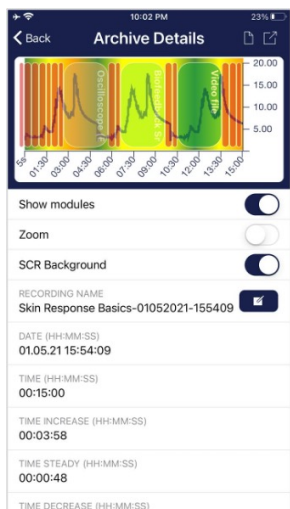 10:02 PM
23%
Back
Archive Details
20.00
15.00
10.00
5.00
Oscilloscope
Biofeedback
Video file
5s
01:30
03:00
04:30
06:00
07:30
09:00
10:30
12:00
13:30
15:00
Show modules
Zoom
SCR Background
RECORDING NAME
Skin Response Basics-01052021-155409
DATE (HH:MM:SS)
01.05.21 15:54:09
TIME (HH:MM:SS)
00:15:00
TIME INCREASE (HH:MM:SS)
00:03:58
TIME STEADY (HH:MM:SS)
00:00:48
TIME DECREASE (HH:MM:SS)